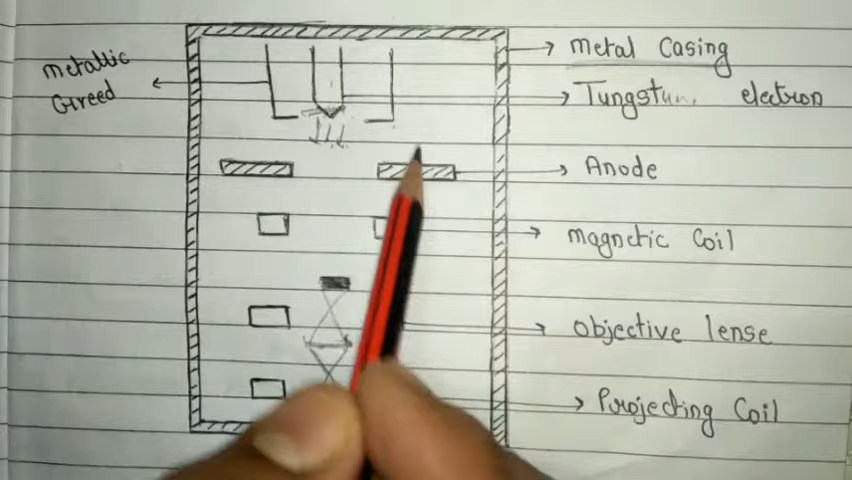 Metallic
Greed
Metal Casing
Tungstun electron
Anode
magnetic Coil
objective lense
Projecting Coil